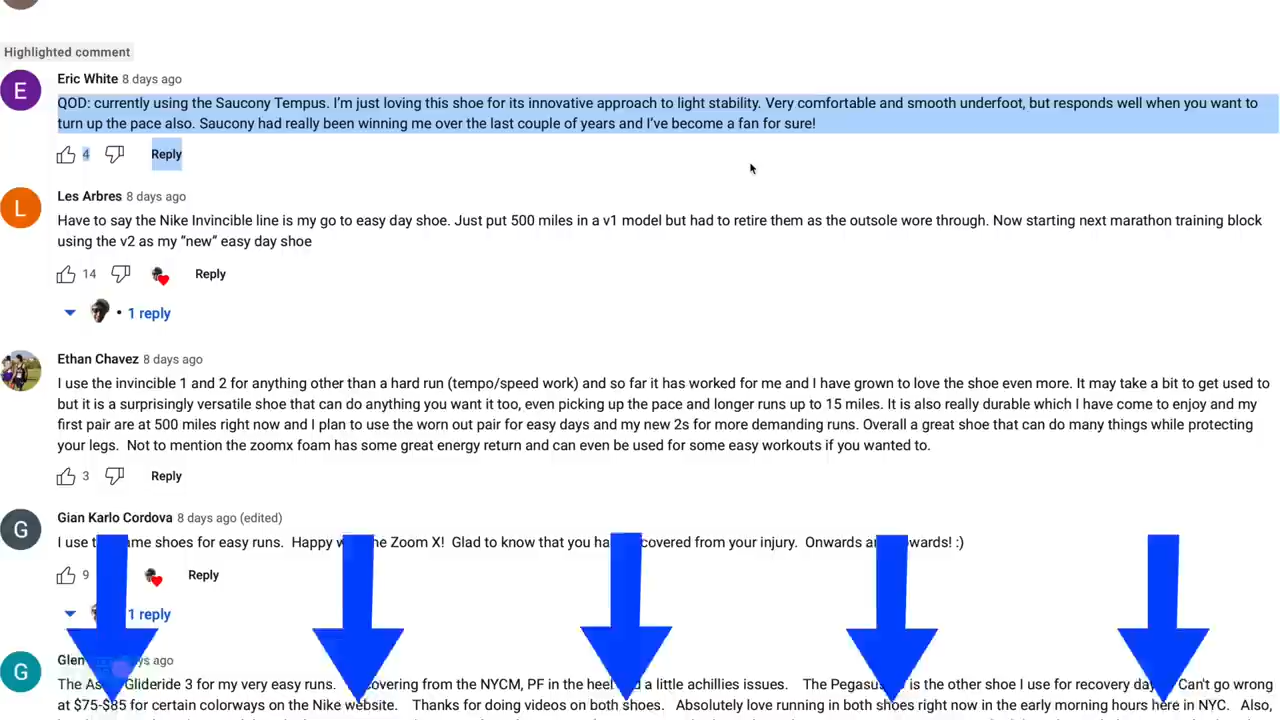 Highlighted comment
E
Eric White 8 days ago
QOD: currently using the Saucony Tempus. I'm just loving this shoe for its innovative approach to light stability. Very comfortable and smooth underfoot, but responds well when you want to
turn up the pace also. Saucony had really been winning me over the last couple of years and I've become a fan for sure!
4 Reply
L
Les Arbres 8 days ago
Have to say the Nike Invincible line is my go to easy day shoe. Just put 500 miles in a v1 model but had to retire them as the outsole wore through. Now starting next marathon training block
using the v2 as my "new" easy day shoe
14 Reply
• 1 reply
Ethan Chavez 8 days ago
I use the invincible 1 and 2 for anything other than a hard run (tempo/speed work) and so far it has worked for me and I have grown to love the shoe even more. It may take a bit to get used to
but it is a surprisingly versatile shoe that can do anything you want it too, even picking up the pace and longer runs up to 15 miles. It is also really durable which I have come to enjoy and my
first pair are at 500 miles right now and I plan to use the worn out pair for easy days and my new 2s for more demanding runs. Overall a great shoe that can do many things while protecting
your legs. Not to mention the zoomx foam has some great energy return and can even be used for some easy workouts if you wanted to.
3 Reply
G
Gian Karlo Cordova 8 days ago (edited)
I use shoes for easy runs. Happy the Zoom X! Glad to know that you from your injury. Onwards :)
9 Reply
1 reply
G
Glen ago
The Glideride 3 for my very easy runs. from the NYCM, PF in the heel a little achillies issues. The is the other shoe I use for recovery Can't go wrong
at $75-$85 for certain colorways on the Nike website. Thanks for doing videos on both shoes. Absolutely love running in both shoes right now in the early morning hours here in NYC. Also,